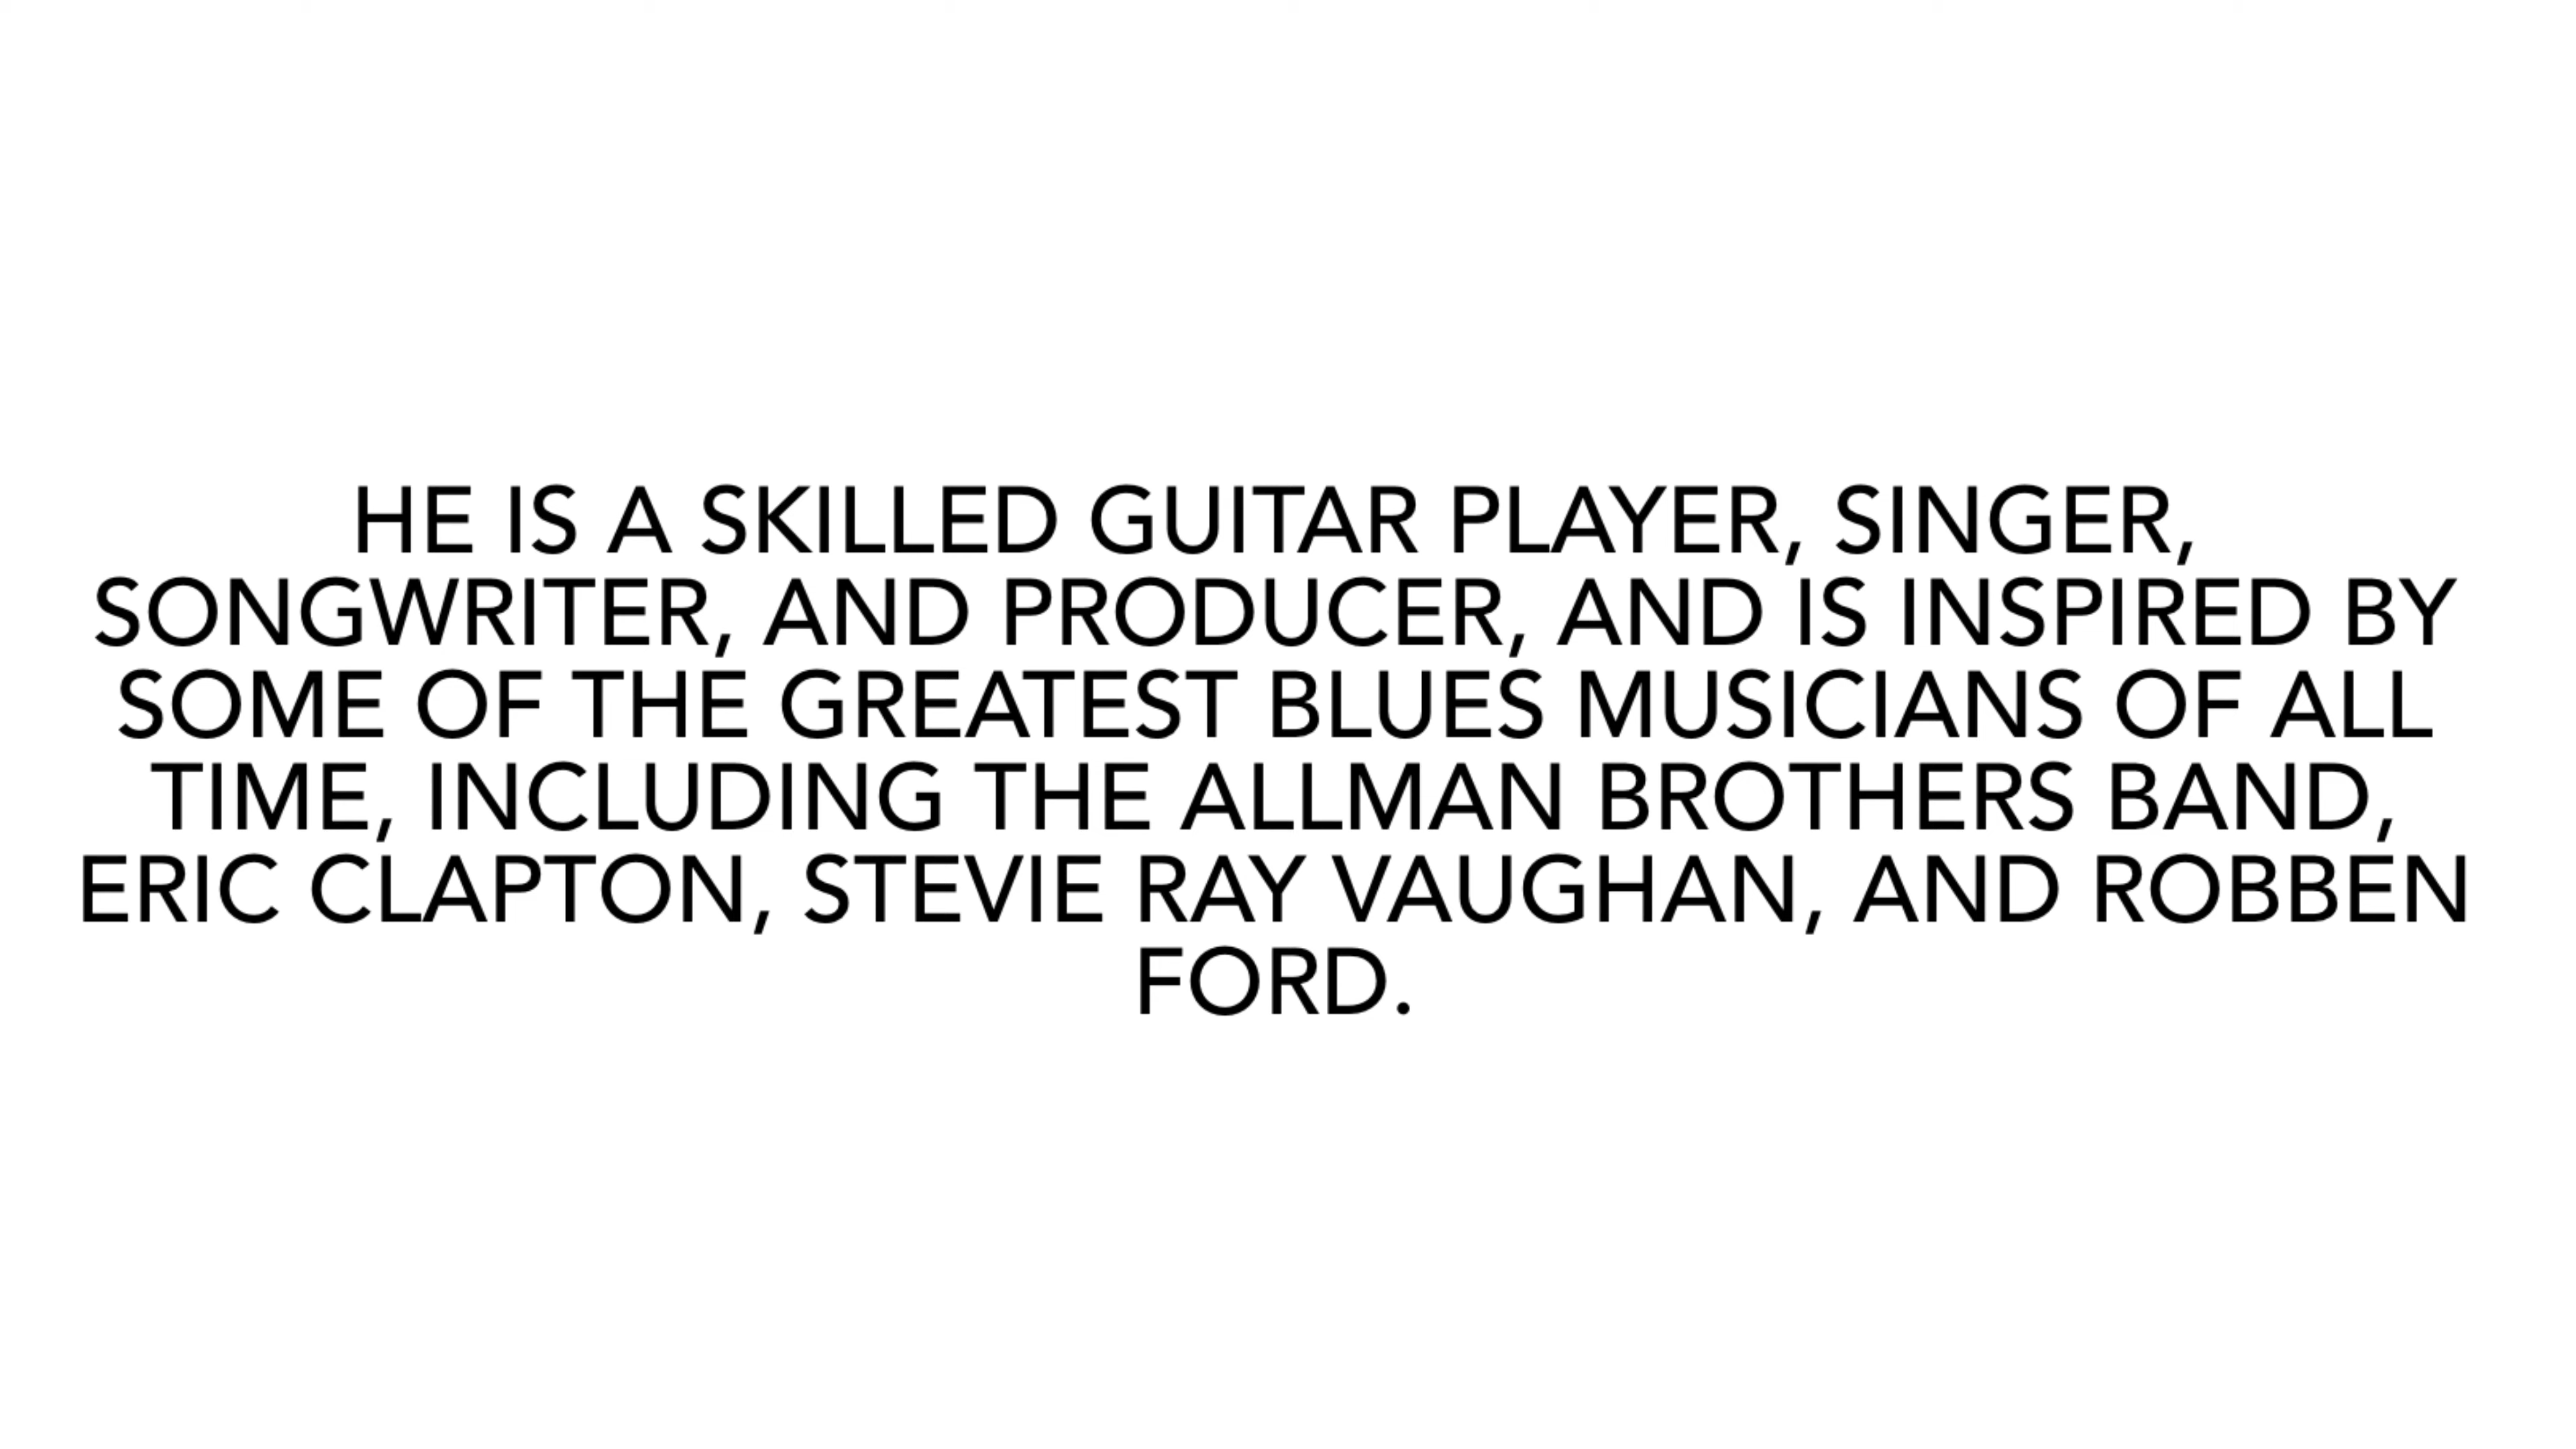 HE IS A SKILLED GUITAR PLAYER, SINGER,
SONGWRITER, AND PRODUCER, AND IS INSPIRED BY
SOME OF THE GREATEST BLUES MUSICIANS OF ALL
TIME, INCLUDING THE ALLMAN BROTHERS BAND,
ERIC CLAPTON, STEVIE RAY VAUGHAN, AND ROBBEN
FORD.